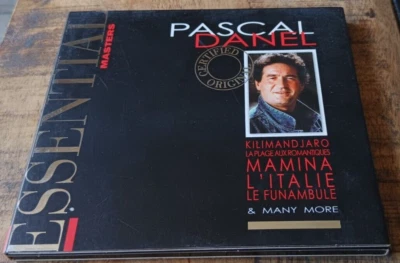 ESSENTIAL
MASTERS
PASCAL
DANEL
CERTIFIED
ORIGINAL
KILIMANDJARO
LA PLAGE AUX ROMANTIQUES
MAMINA
L'ITALIE
LE FUNAMBULE
& MANY MORE